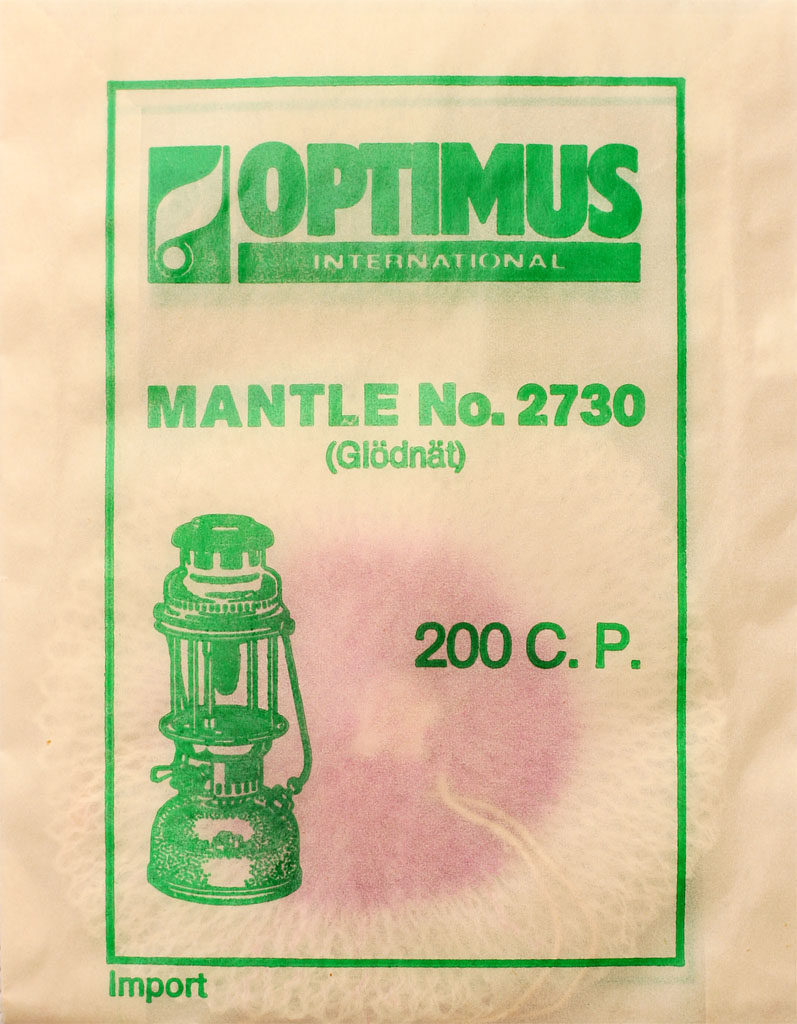 OPTIMUS
INTERNATIONAL
MANTLE No. 2730
(Glödnät)
200 C. P.
Import